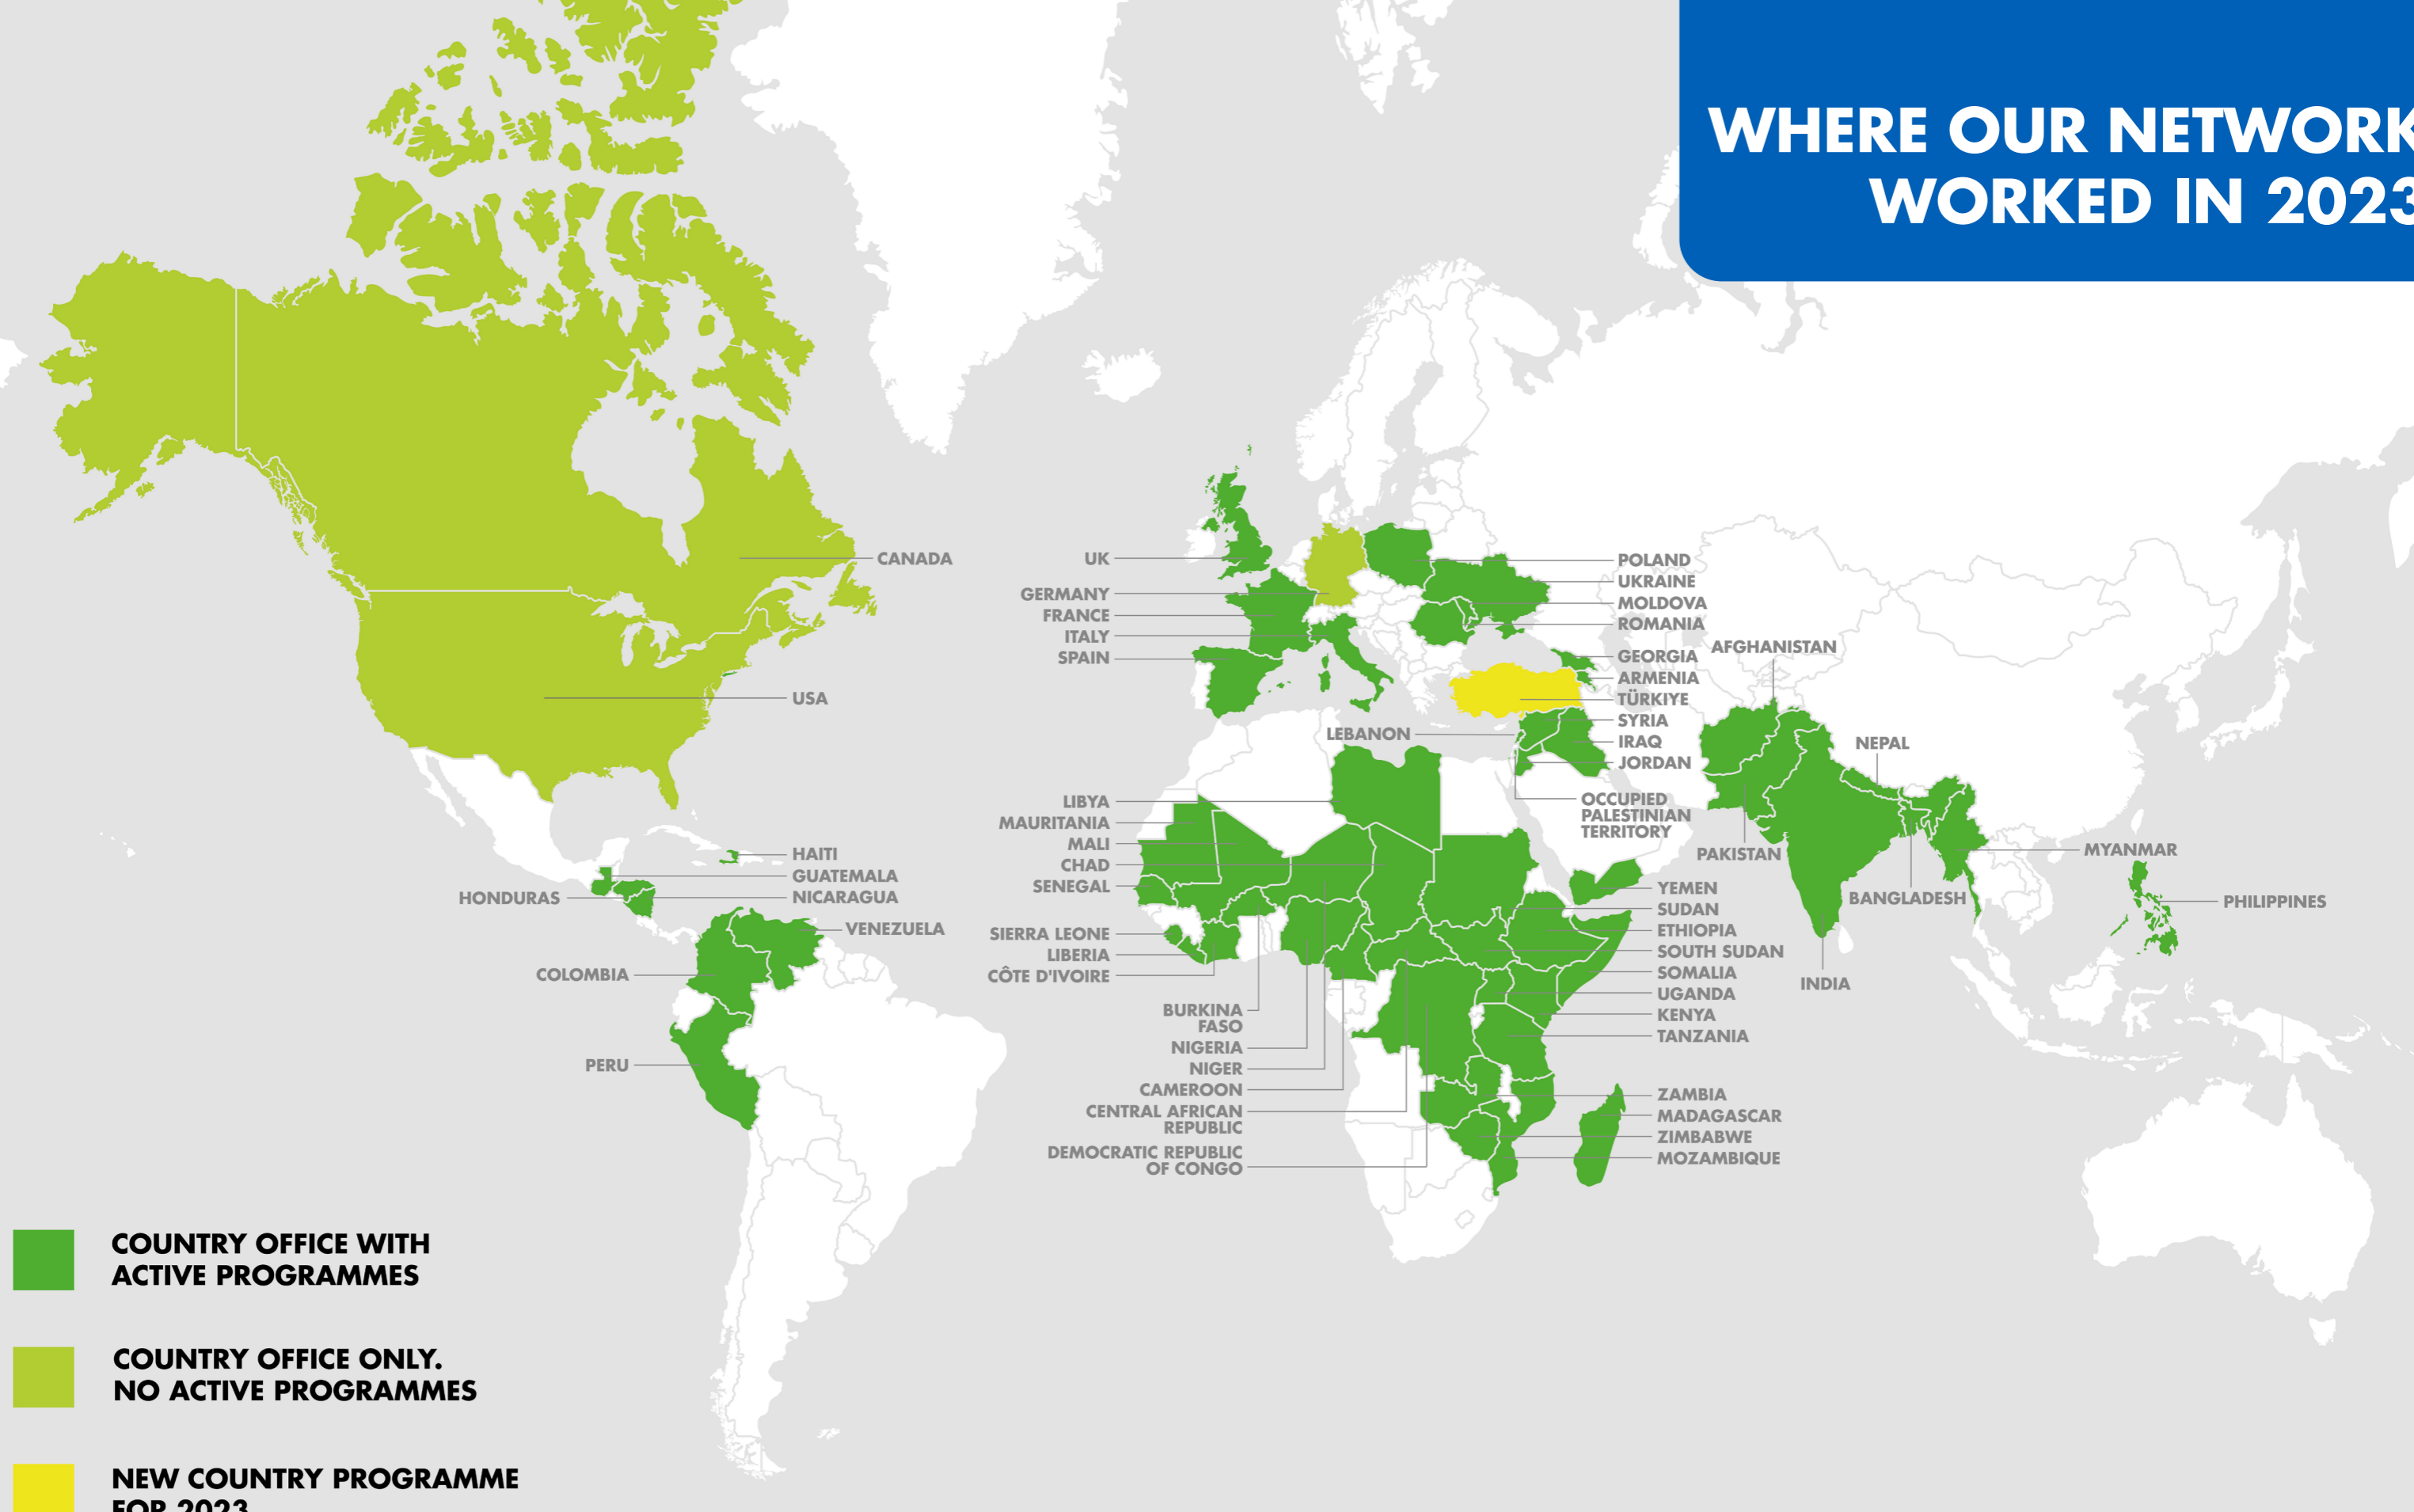 WHERE OUR NETWORK
WORKED IN 2023
CANADA
USA
HAITI
GUATEMALA
HONDURAS
NICARAGUA
VENEZUELA
COLOMBIA
PERU
UK
GERMANY
FRANCE
ITALY
SPAIN
POLAND
UKRAINE
MOLDOVA
ROMANIA
GEORGIA
ARMENIA
TÜRKIYE
SYRIA
IRAQ
JORDAN
LEBANON
OCCUPIED
PALESTINIAN
TERRITORY
AFGHANISTAN
NEPAL
PAKISTAN
BANGLADESH
INDIA
MYANMAR
PHILIPPINES
LIBYA
MAURITANIA
MALI
CHAD
SENEGAL
SIERRA LEONE
LIBERIA
CÔTE D'IVOIRE
BURKINA
FASO
NIGERIA
NIGER
CAMEROON
CENTRAL AFRICAN
REPUBLIC
DEMOCRATIC REPUBLIC
OF CONGO
YEMEN
SUDAN
ETHIOPIA
SOUTH SUDAN
SOMALIA
UGANDA
KENYA
TANZANIA
ZAMBIA
MADAGASCAR
ZIMBABWE
MOZAMBIQUE
COUNTRY OFFICE WITH
ACTIVE PROGRAMMES
COUNTRY OFFICE ONLY.
NO ACTIVE PROGRAMMES
NEW COUNTRY PROGRAMME
FOR 2023